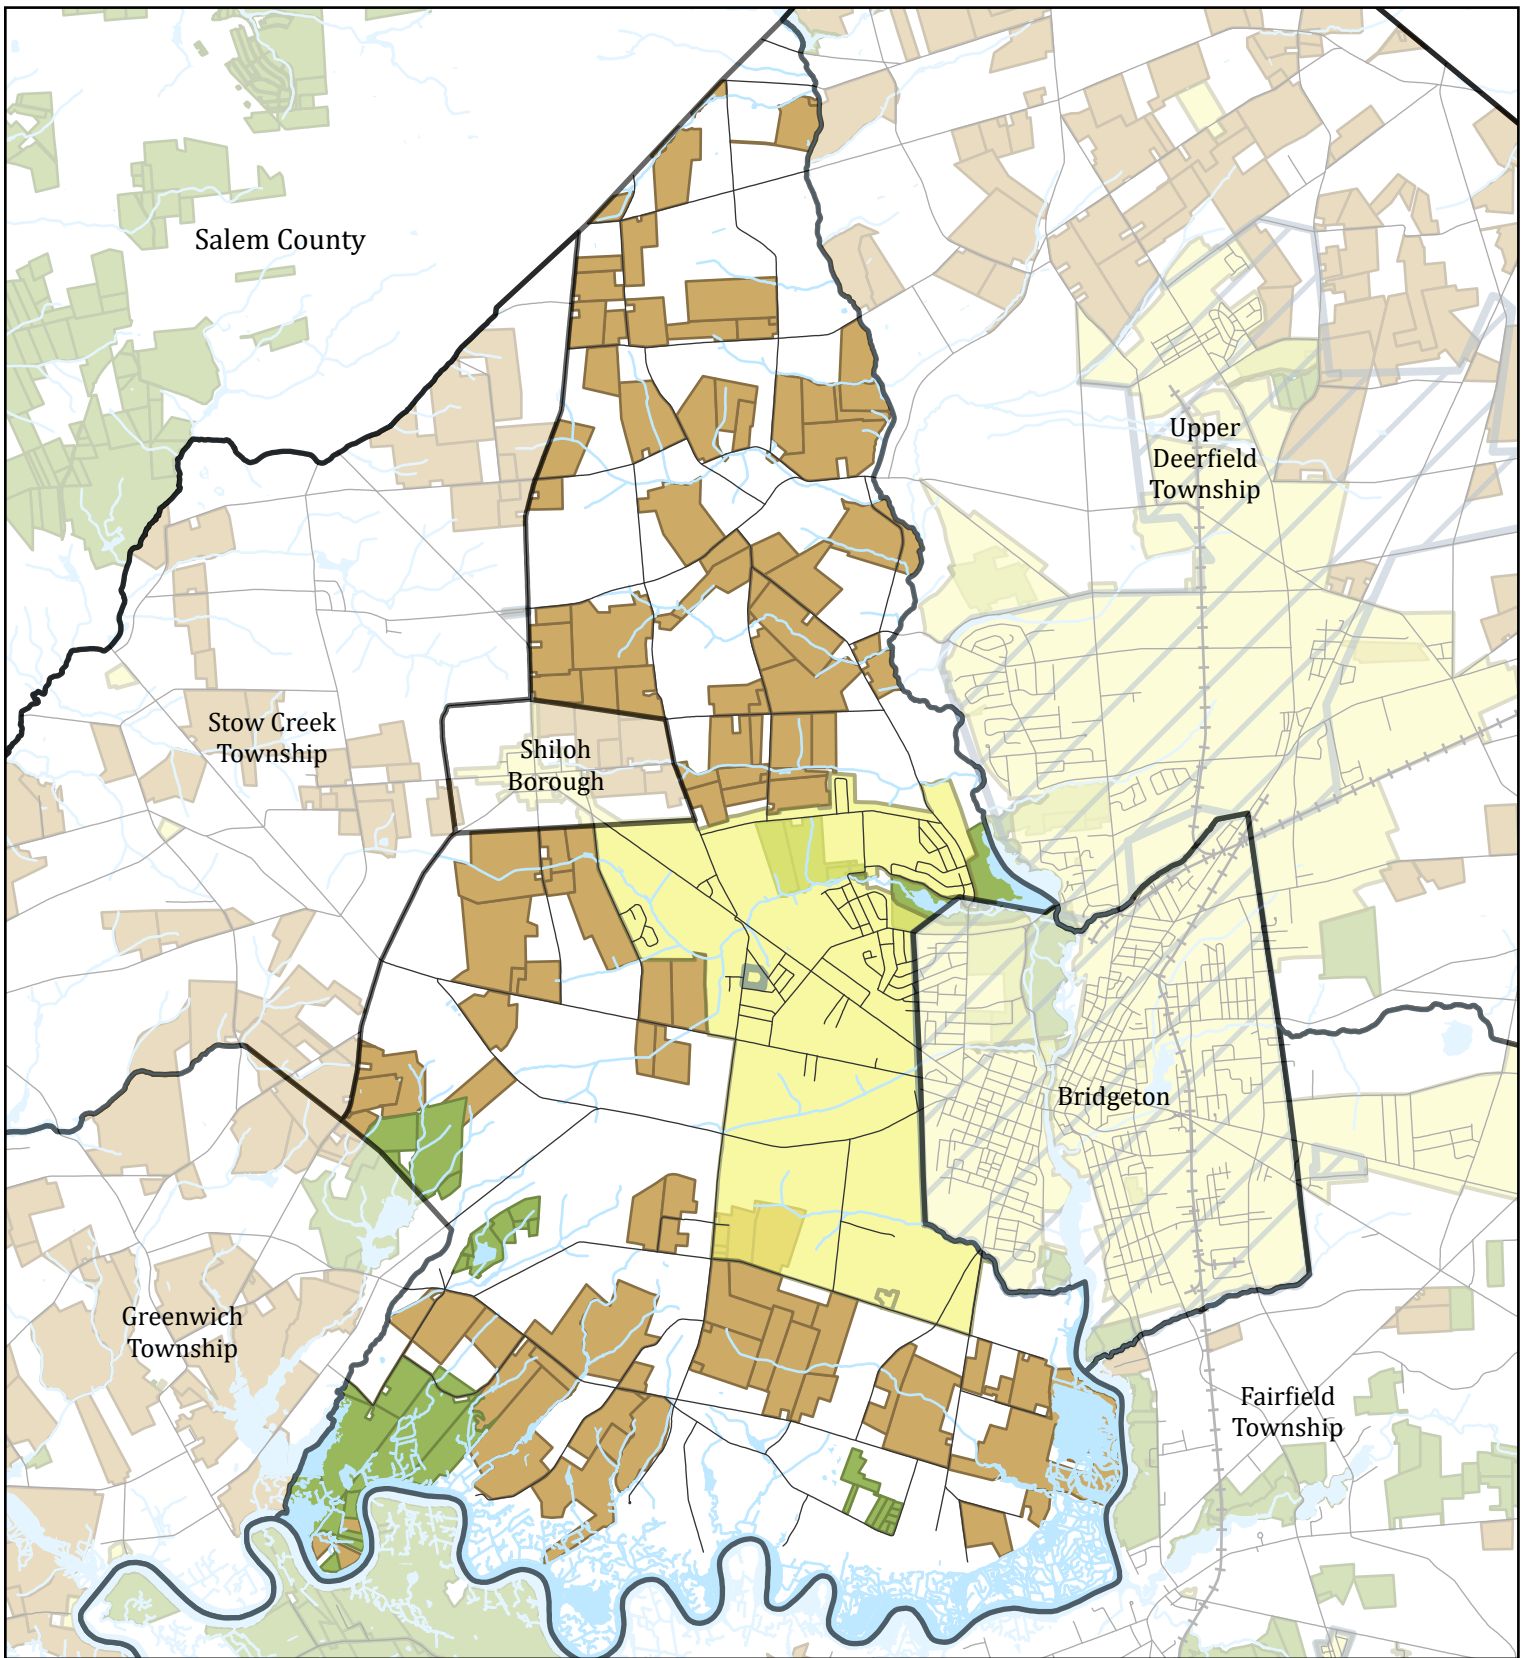 Salem County
Upper
Deerfield
Township
Stow Creek
Township
Shiloh
Borough
Bridgeton
Greenwich
Township
Fairfield
Township